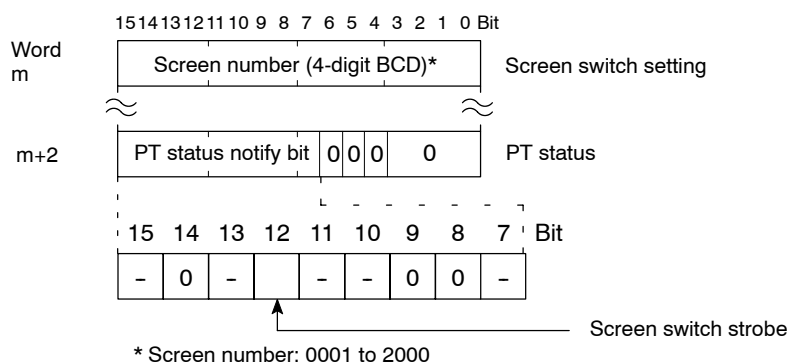 15 14 13 12 11 10 9 8 7 6 5 4 3 2 1 0 Bit
Word
m
Screen number (4-digit BCD)*
Screen switch setting
m+2
PT status notify bit 0 0 0 0
PT status
15 14 13 12 11 10 9 8 7 Bit
- 0 - - - 0 0 -
Screen switch strobe
* Screen number: 0001 to 2000